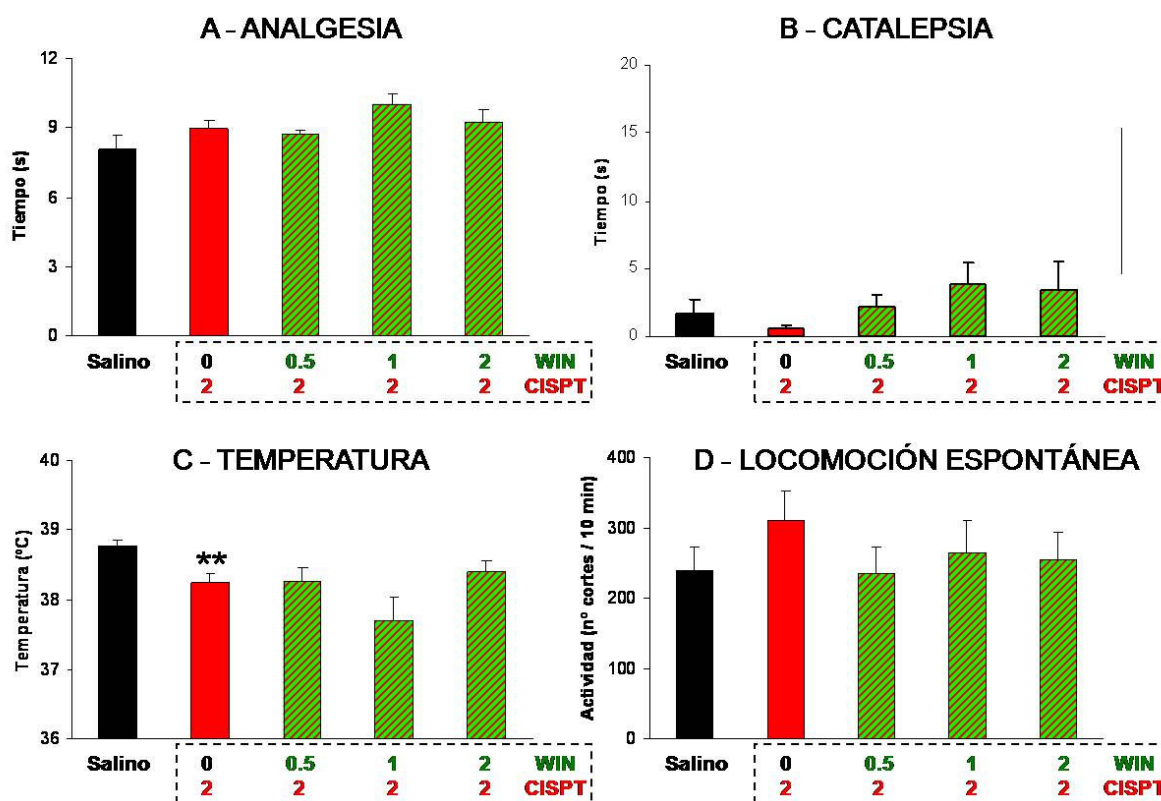 A - ANALGESIA
12
9
6
3
0
Tiempo (s)
Salino 0 0.5 1 2 WIN
2 2 2 2 CISPT
B - CATALEPSIA
20
15
10
5
0
Tiempo (s)
Salino 0 0.5 1 2 WIN
2 2 2 2 CISPT
C - TEMPERATURA
40
39
38
37
36
Temperatura (ºC)
**
Salino 0 0.5 1 2 WIN
2 2 2 2 CISPT
D - LOCOMOCIÓN ESPONTÁNEA
400
300
200
100
0
Actividad (nº cortes / 10 min)
Salino 0 0.5 1 2 WIN
2 2 2 2 CISPT